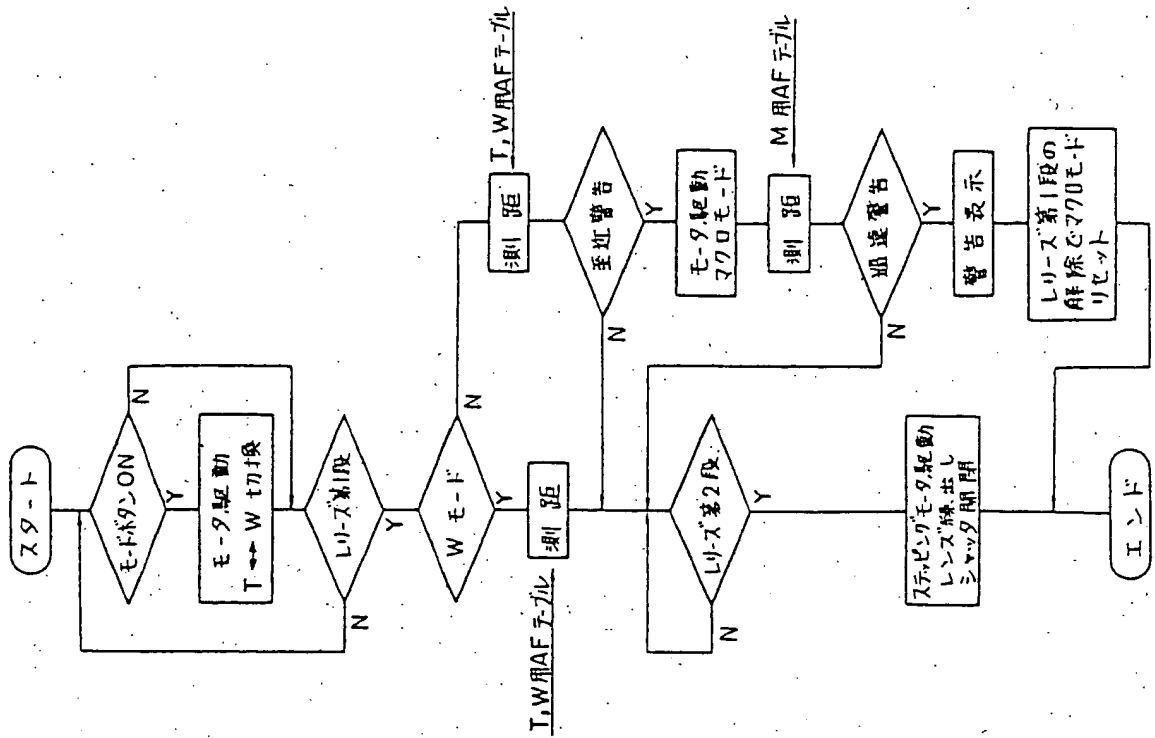 スタート
モードボタンON
Y
N
モータ駆動
T↔W切換
レリーズ第1段
N
Y
Wモード
N
Y
T,W用AFテーブル
測距
T,W用AFテーブル
測距
至近警告
N
Y
モータ駆動
マクロモード
M用AFテーブル
測距
過遠警告
N
Y
警告表示
レリーズ第1段の
解除でマクロモード
リセット
レリーズ第2段
N
Y
ステッピングモータ駆動
レンズ繰出し
シャッタ開閉
エンド